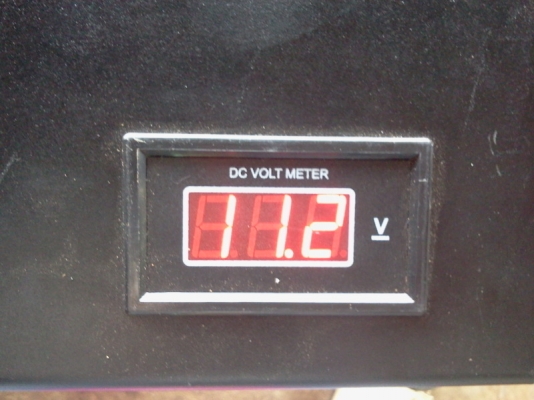 DC VOLT METER
11.2
V